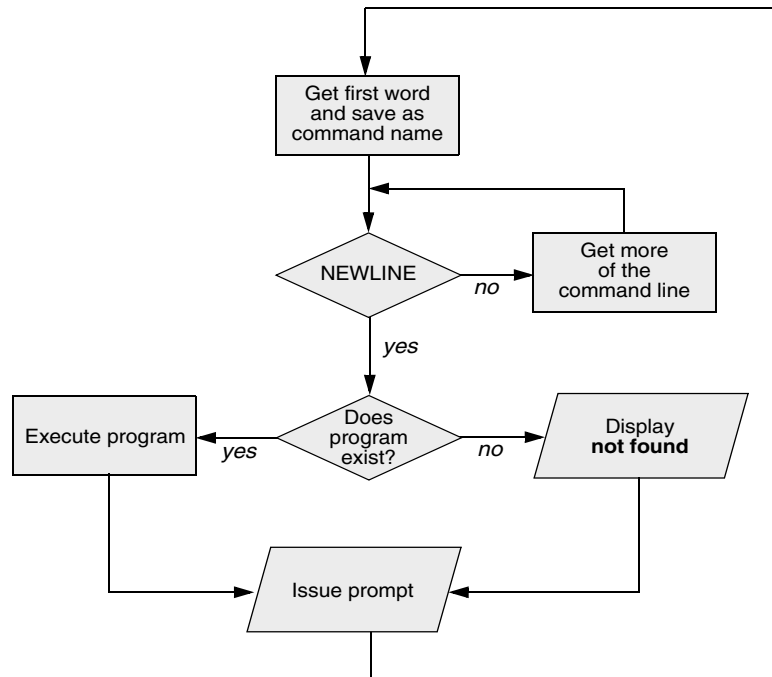 Get first word
and save as
command name
NEWLINE
no
Get more
of the
command line
yes
Does
program
exist?
yes
Execute program
no
Display
not found
Issue prompt